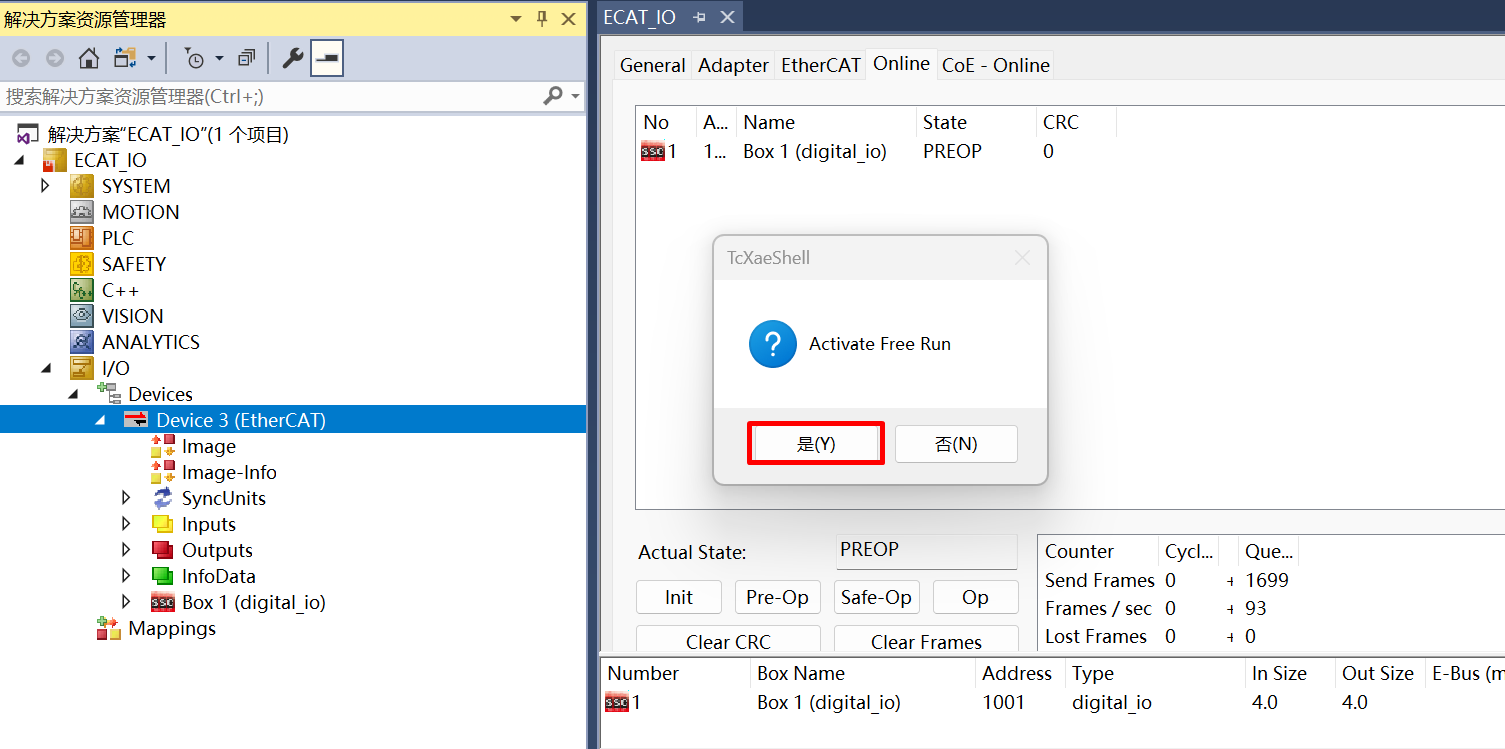 解决方案资源管理器
搜索解决方案资源管理器(Ctrl+;)
解决方案"ECAT_IO"(1 个项目)
ECAT_IO
SYSTEM
MOTION
PLC
SAFETY
C++
VISION
ANALYTICS
I/O
Devices
Device 3 (EtherCAT)
Image
Image-Info
SyncUnits
Inputs
Outputs
InfoData
Box 1 (digital_io)
Mappings
ECAT_IO
General Adapter EtherCAT Online CoE - Online
No A... Name State CRC
1 1... Box 1 (digital_io) PREOP 0
TcXaeShell
Activate Free Run
是(Y) 否(N)
Actual State: PREOP
Init Pre-Op Safe-Op Op
Clear CRC Clear Frames
Counter Cycl... Que...
Send Frames 0 + 1699
Frames / sec 0 + 93
Lost Frames 0 + 0
Number Box Name Address Type In Size Out Size E-Bus (m
1 Box 1 (digital_io) 1001 digital_io 4.0 4.0